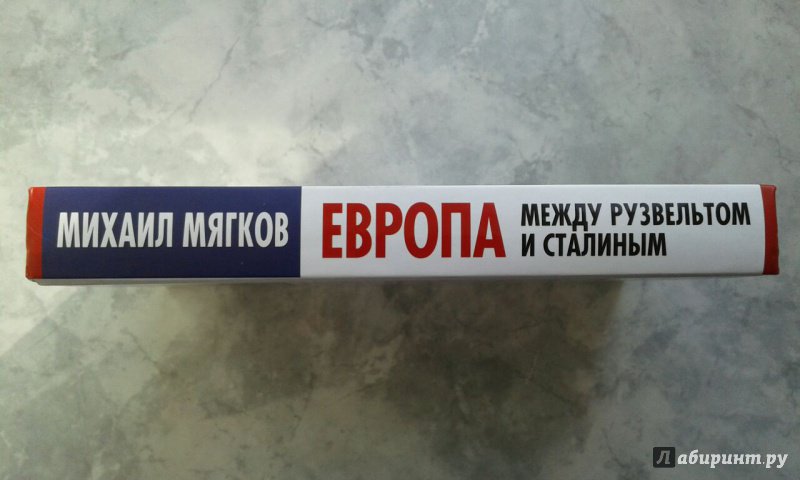 МИХАИЛ МЯГКОВ
ЕВРОПА
МЕЖДУ РУЗВЕЛЬТОМ
И СТАЛИНЫМ
Лабиринт.ру